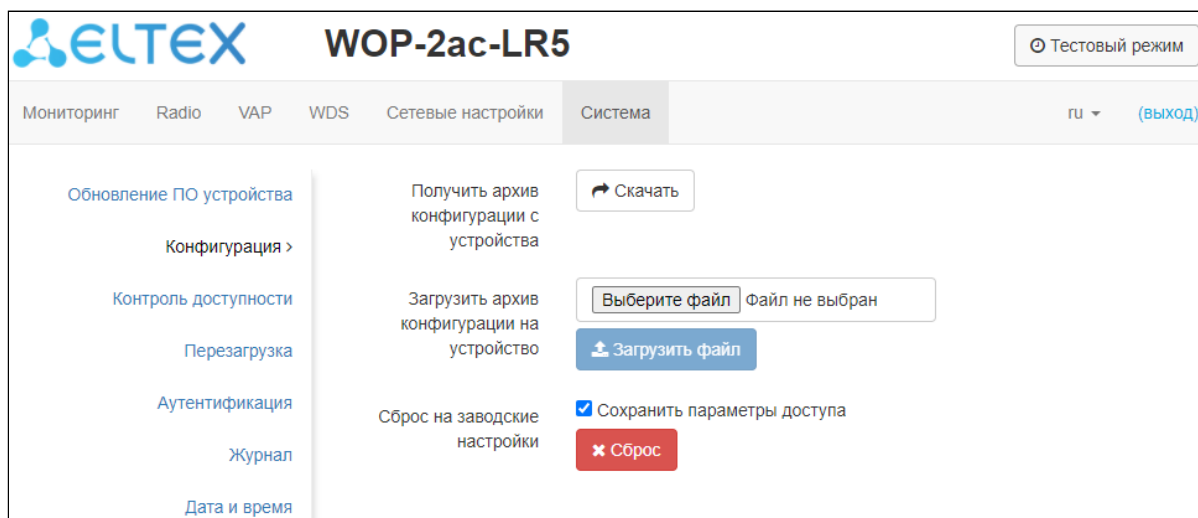 ELTEX WOP-2ac-LR5 Тестовый режим
Мониторинг Radio VAP WDS Сетевые настройки Система ru (выход)
Обновление ПО устройства
Конфигурация >
Контроль доступности
Перезагрузка
Аутентификация
Журнал
Дата и время
Получить архив
конфигурации с
устройства
Скачать
Загрузить архив
конфигурации на
устройство
Выберите файл Файл не выбран
Загрузить файл
Сброс на заводские
настройки
Сохранить параметры доступа
Сброс